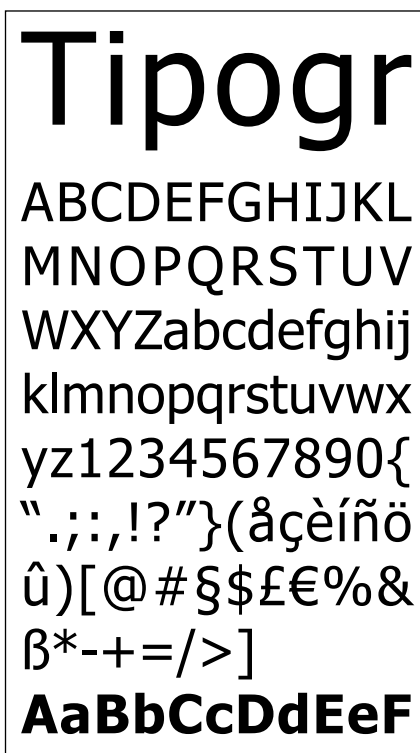 Tipogr
ABCDEFGHIJKL
MNOPQRSTUV
WXYZabcdefghij
klmnopqrstuvwx
yz1234567890{
“.;:,!?”}(åçèíñö
û)[@#§$£€%&
ß*-+=/>]
AaBbCcDdEeF